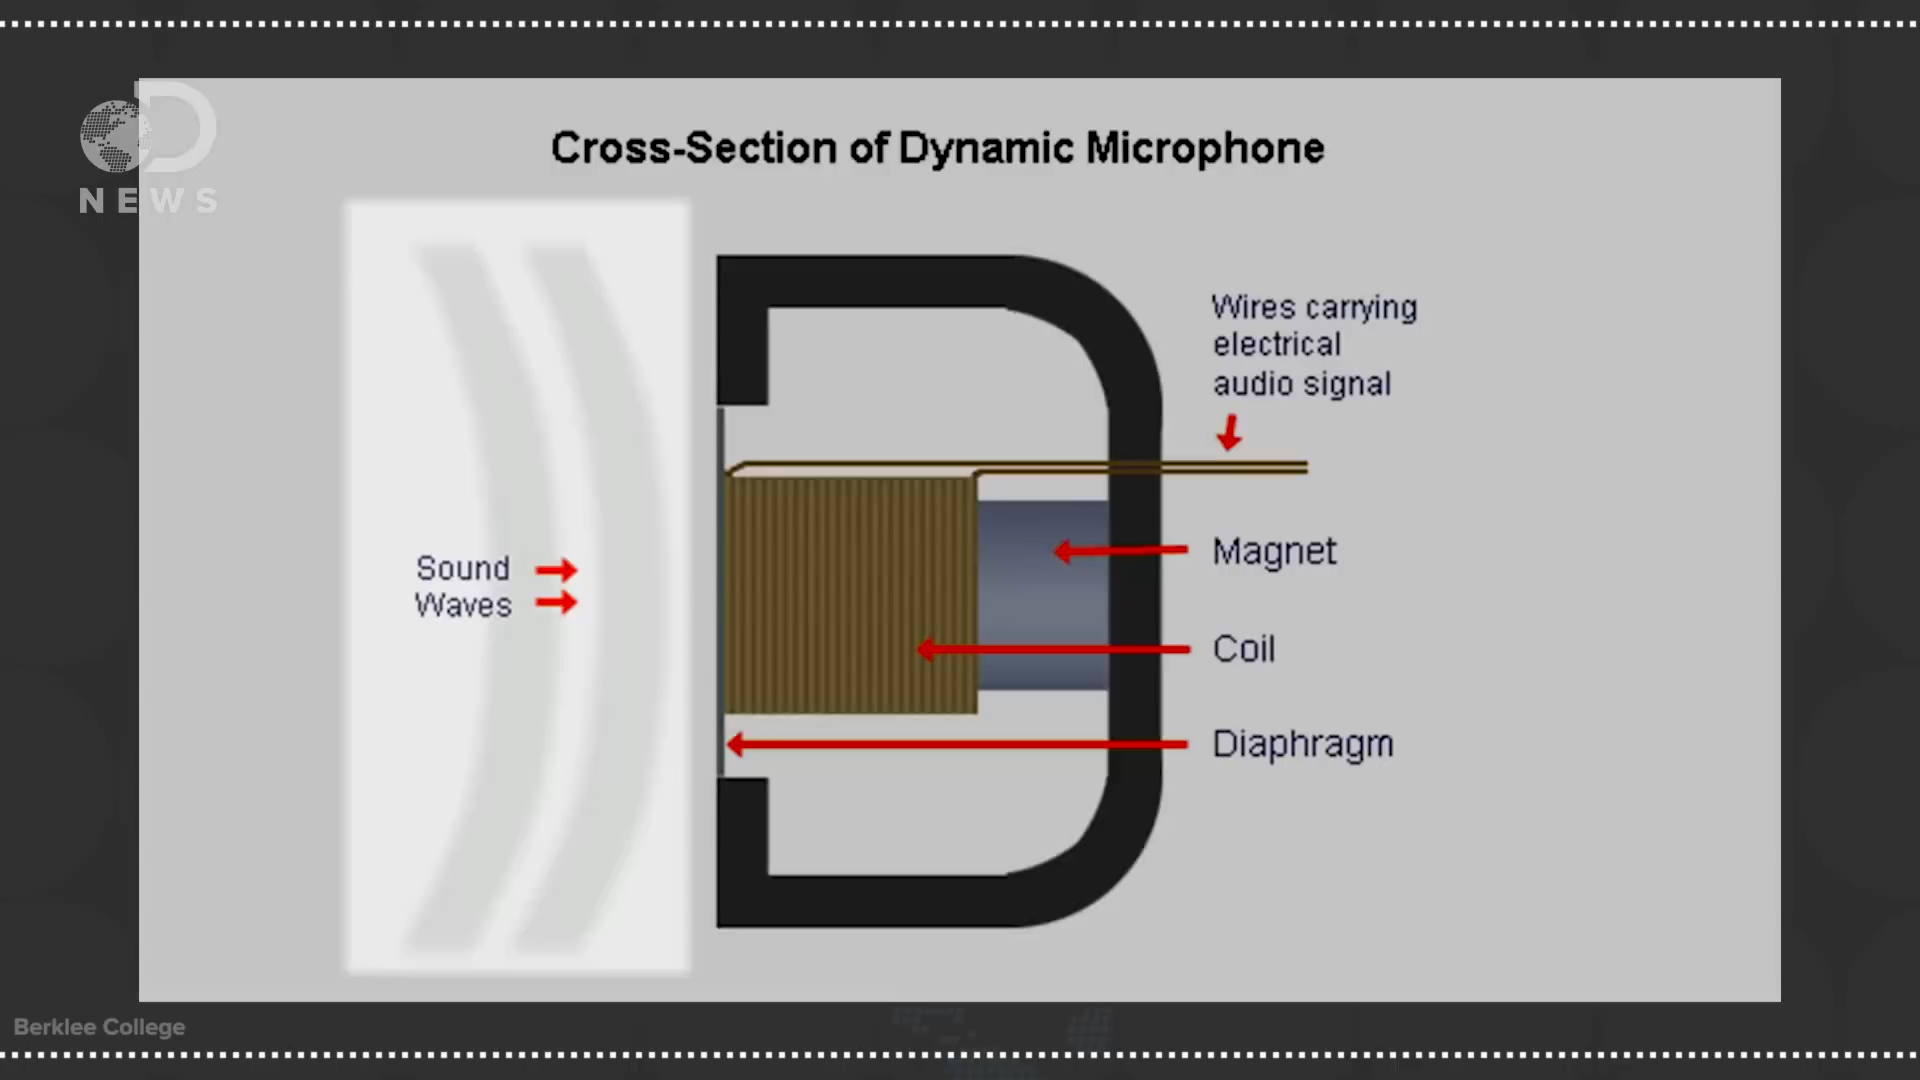 NEWS
Cross-Section of Dynamic Microphone
Wires carrying
electrical
audio signal
Sound
Waves
Magnet
Coil
Diaphragm
Berklee College